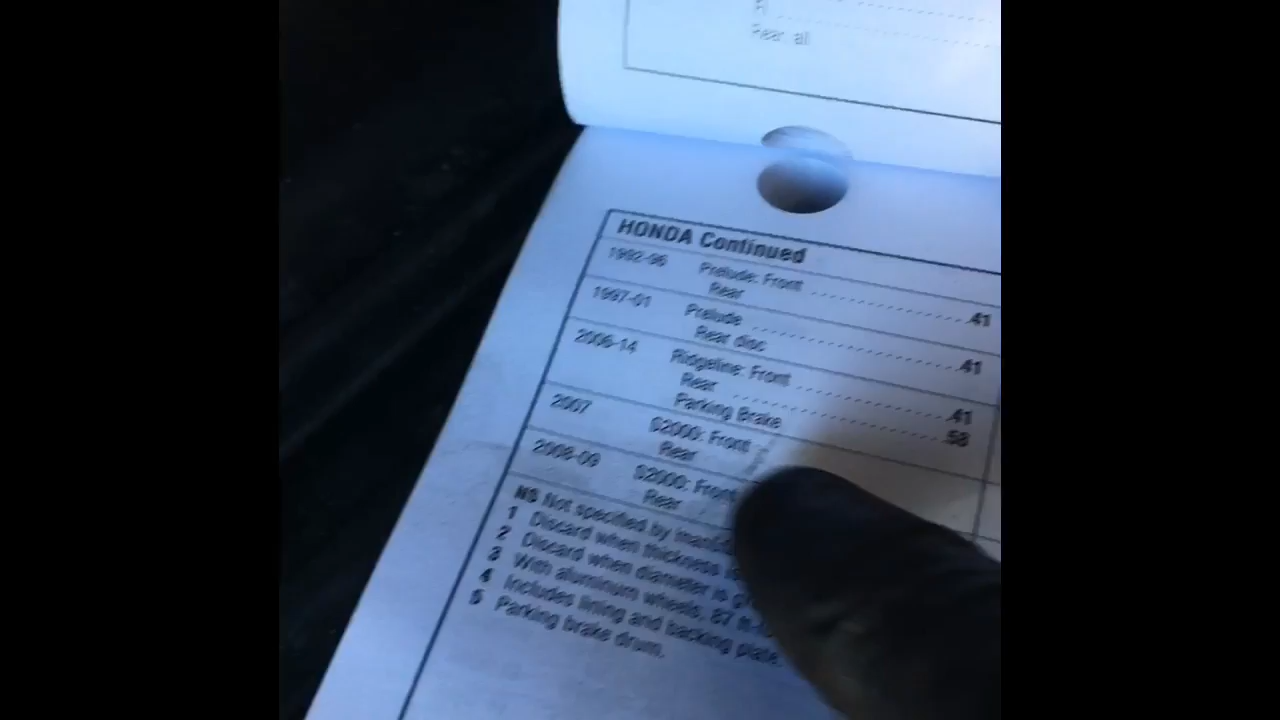 Rear all
HONDA Continued
1992-96 Prelude: Front
Rear .41
1997-01 Prelude
Rear disc .41
2006-14 Ridgeline: Front
Rear .41
Parking Brake .58
2007 S2000: Front
Rear
2008-09 S2000: Front
Rear
NS Not specified by
1 Discard when thickness
2 Discard when diameter is
3 With aluminum wheels, 87
4 Includes lining and backing plate.
5 Parking brake drum.